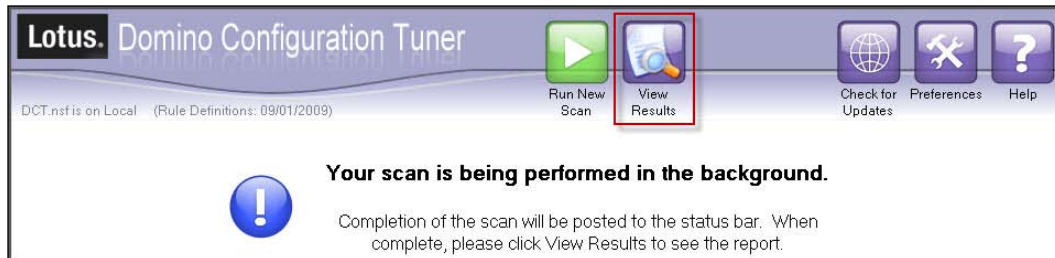 Lotus. Domino Configuration Tuner
Run New Scan
View Results
Check for Updates
Preferences
Help
DCT.nsf is on Local (Rule Definitions: 09/01/2009)
Your scan is being performed in the background.
Completion of the scan will be posted to the status bar. When
complete, please click View Results to see the report.